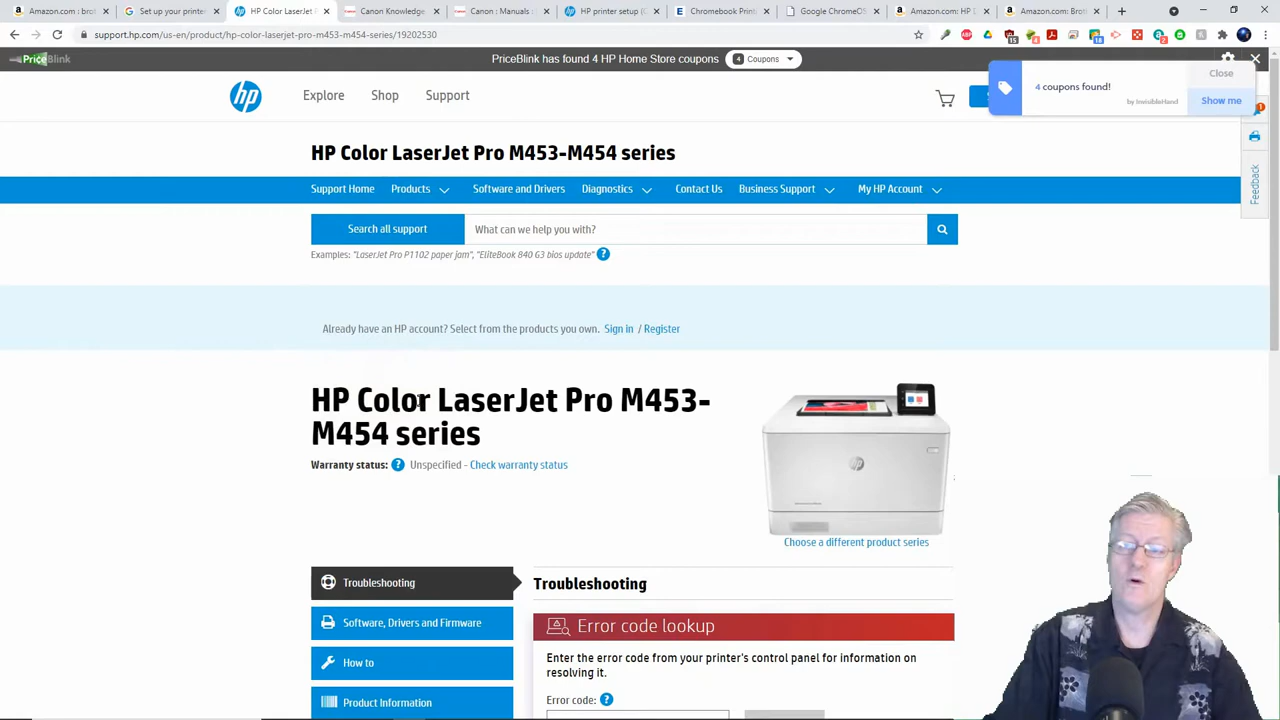 Amazon.com : brot
Set up your printer
HP Color LaserJet P
Canon Knowledge
Canon : Manuals :
HP printer setup (
Chromebook Print
Google ChromeOS
Amazon.com: HP L
Amazon.com: Broth
support.hp.com/us-en/product/hp-color-laserjet-pro-m453-m454-series/19202530
PriceBlink
PriceBlink has found 4 HP Home Store coupons
4 Coupons
4 coupons found!
by InvisibleHand
Close
Show me
hp
Explore
Shop
Support
HP Color LaserJet Pro M453-M454 series
Support Home
Products
Software and Drivers
Diagnostics
Contact Us
Business Support
My HP Account
Feedback
Search all support
What can we help you with?
Examples: "LaserJet Pro P1102 paper jam", "EliteBook 840 G3 bios update" ?
Already have an HP account? Select from the products you own. Sign in / Register
HP Color LaserJet Pro M453-
M454 series
Warranty status: ? Unspecified - Check warranty status
Choose a different product series
Troubleshooting
Software, Drivers and Firmware
How to
Product Information
Troubleshooting
Error code lookup
Enter the error code from your printer's control panel for information on
resolving it.
Error code: ?